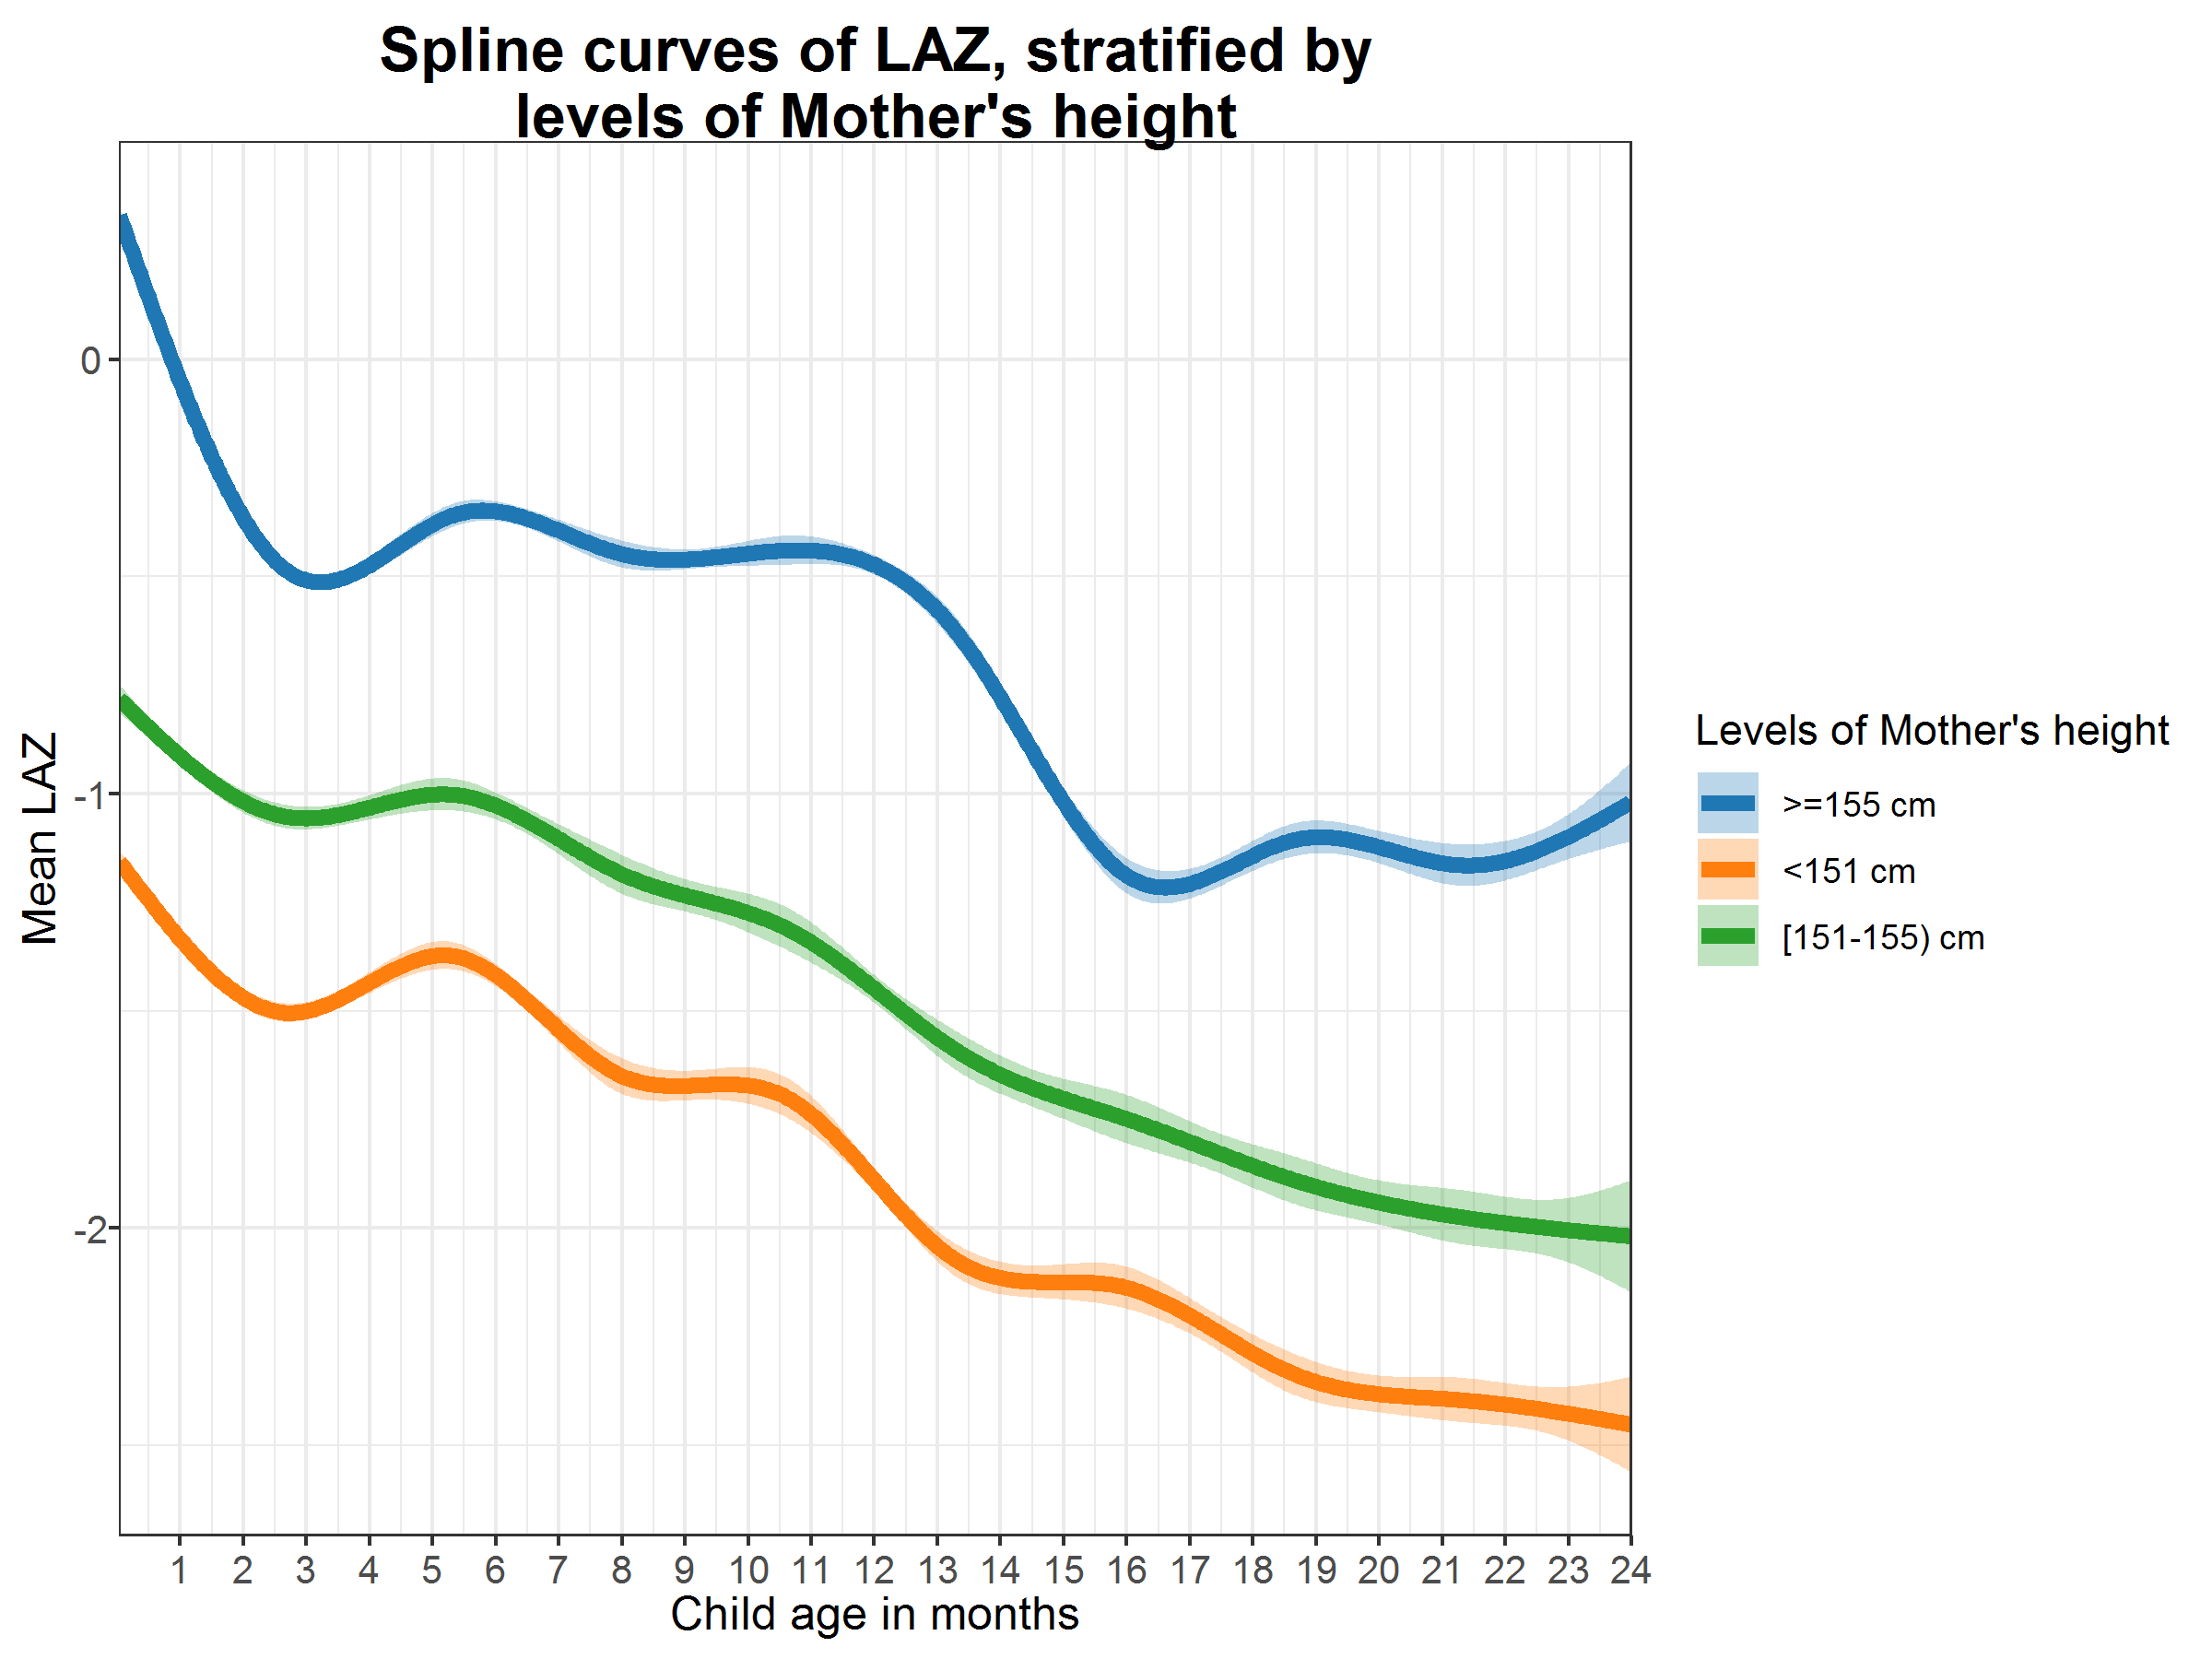 Spline curves of LAZ, stratified by
levels of Mother's height
Mean LAZ
0
-1
-2
1 2 3 4 5 6 7 8 9 10 11 12 13 14 15 16 17 18 19 20 21 22 23 24
Child age in months
Levels of Mother's height
>=155 cm
<151 cm
[151-155) cm